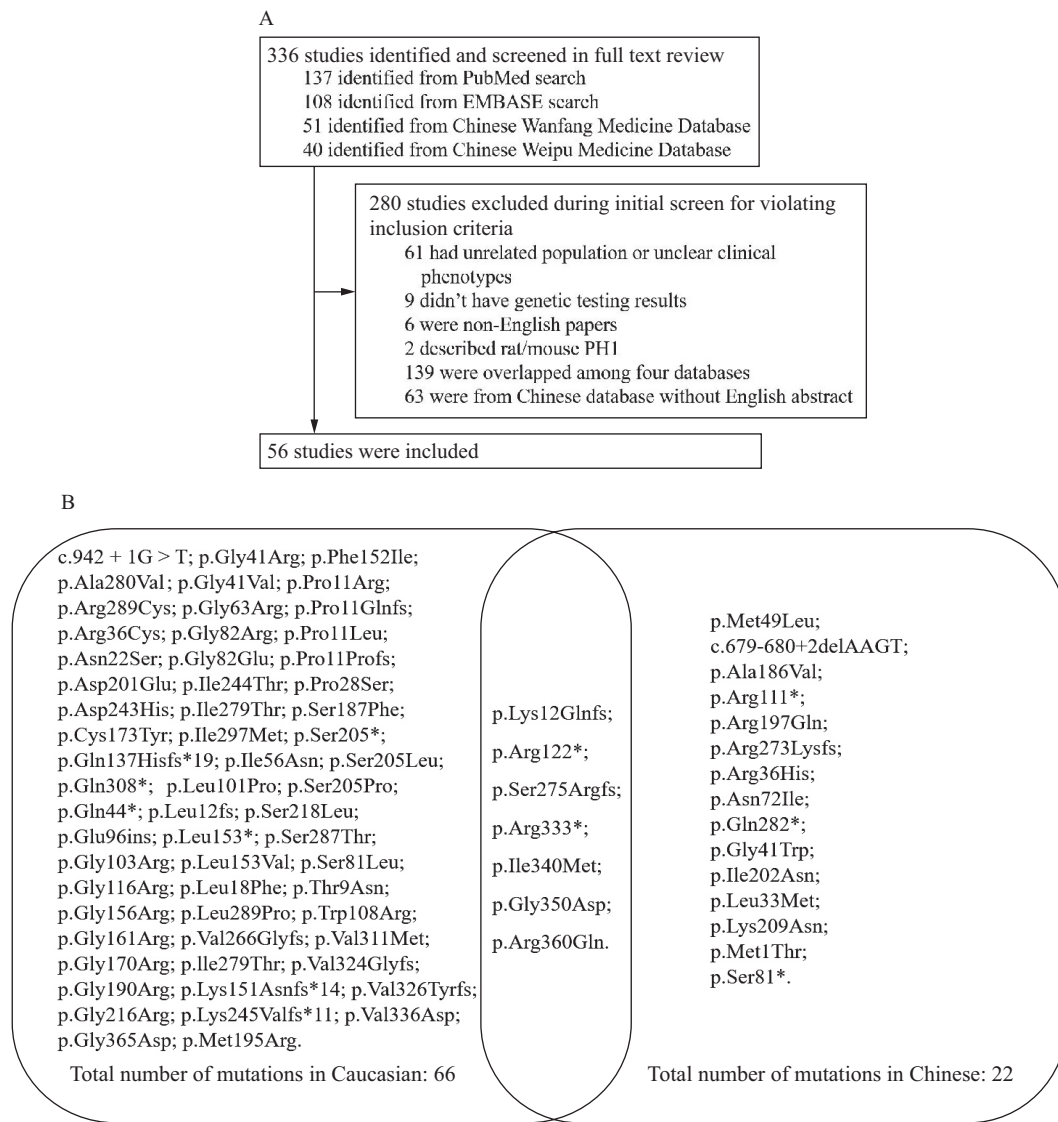 A
336 studies identified and screened in full text review
137 identified from PubMed search
108 identified from EMBASE search
51 identified from Chinese Wanfang Medicine Database
40 identified from Chinese Weipu Medicine Database
280 studies excluded during initial screen for violating
inclusion criteria
61 had unrelated population or unclear clinical
phenotypes
9 didn't have genetic testing results
6 were non-English papers
2 described rat/mouse PH1
139 were overlapped among four databases
63 were from Chinese database without English abstract
56 studies were included
B
c.942 + 1G > T; p.Gly41Arg; p.Phe152Ile;
p.Ala280Val; p.Gly41Val; p.Pro11Arg;
p.Arg289Cys; p.Gly63Arg; p.Pro11Glnfs;
p.Arg36Cys; p.Gly82Arg; p.Pro11Leu;
p.Asn22Ser; p.Gly82Glu; p.Pro11Profs;
p.Asp201Glu; p.Ile244Thr; p.Pro28Ser;
p.Asp243His; p.Ile279Thr; p.Ser187Phe;
p.Cys173Tyr; p.Ile297Met; p.Ser205*;
p.Gln137Hisfs*19; p.Ile56Asn; p.Ser205Leu;
p.Gln308*; p.Leu101Pro; p.Ser205Pro;
p.Gln44*; p.Leu12fs; p.Ser218Leu;
p.Glu96ins; p.Leu153*; p.Ser287Thr;
p.Gly103Arg; p.Leu153Val; p.Ser81Leu;
p.Gly116Arg; p.Leu18Phe; p.Thr9Asn;
p.Gly156Arg; p.Leu289Pro; p.Trp108Arg;
p.Gly161Arg; p.Val266Glyfs; p.Val311Met;
p.Gly170Arg; p.lle279Thr; p.Val324Glyfs;
p.Gly190Arg; p.Lys151Asnfs*14; p.Val326Tyrfs;
p.Gly216Arg; p.Lys245Valfs*11; p.Val336Asp;
p.Gly365Asp; p.Met195Arg.
Total number of mutations in Caucasian: 66
p.Lys12Glnfs;
p.Arg122*;
p.Ser275Argfs;
p.Arg333*;
p.Ile340Met;
p.Gly350Asp;
p.Arg360Gln.
p.Met49Leu;
c.679-680+2delAAGT;
p.Ala186Val;
p.Arg111*;
p.Arg197Gln;
p.Arg273Lysfs;
p.Arg36His;
p.Asn72Ile;
p.Gln282*;
p.Gly41Trp;
p.Ile202Asn;
p.Leu33Met;
p.Lys209Asn;
p.Met1Thr;
p.Ser81*.
Total number of mutations in Chinese: 22